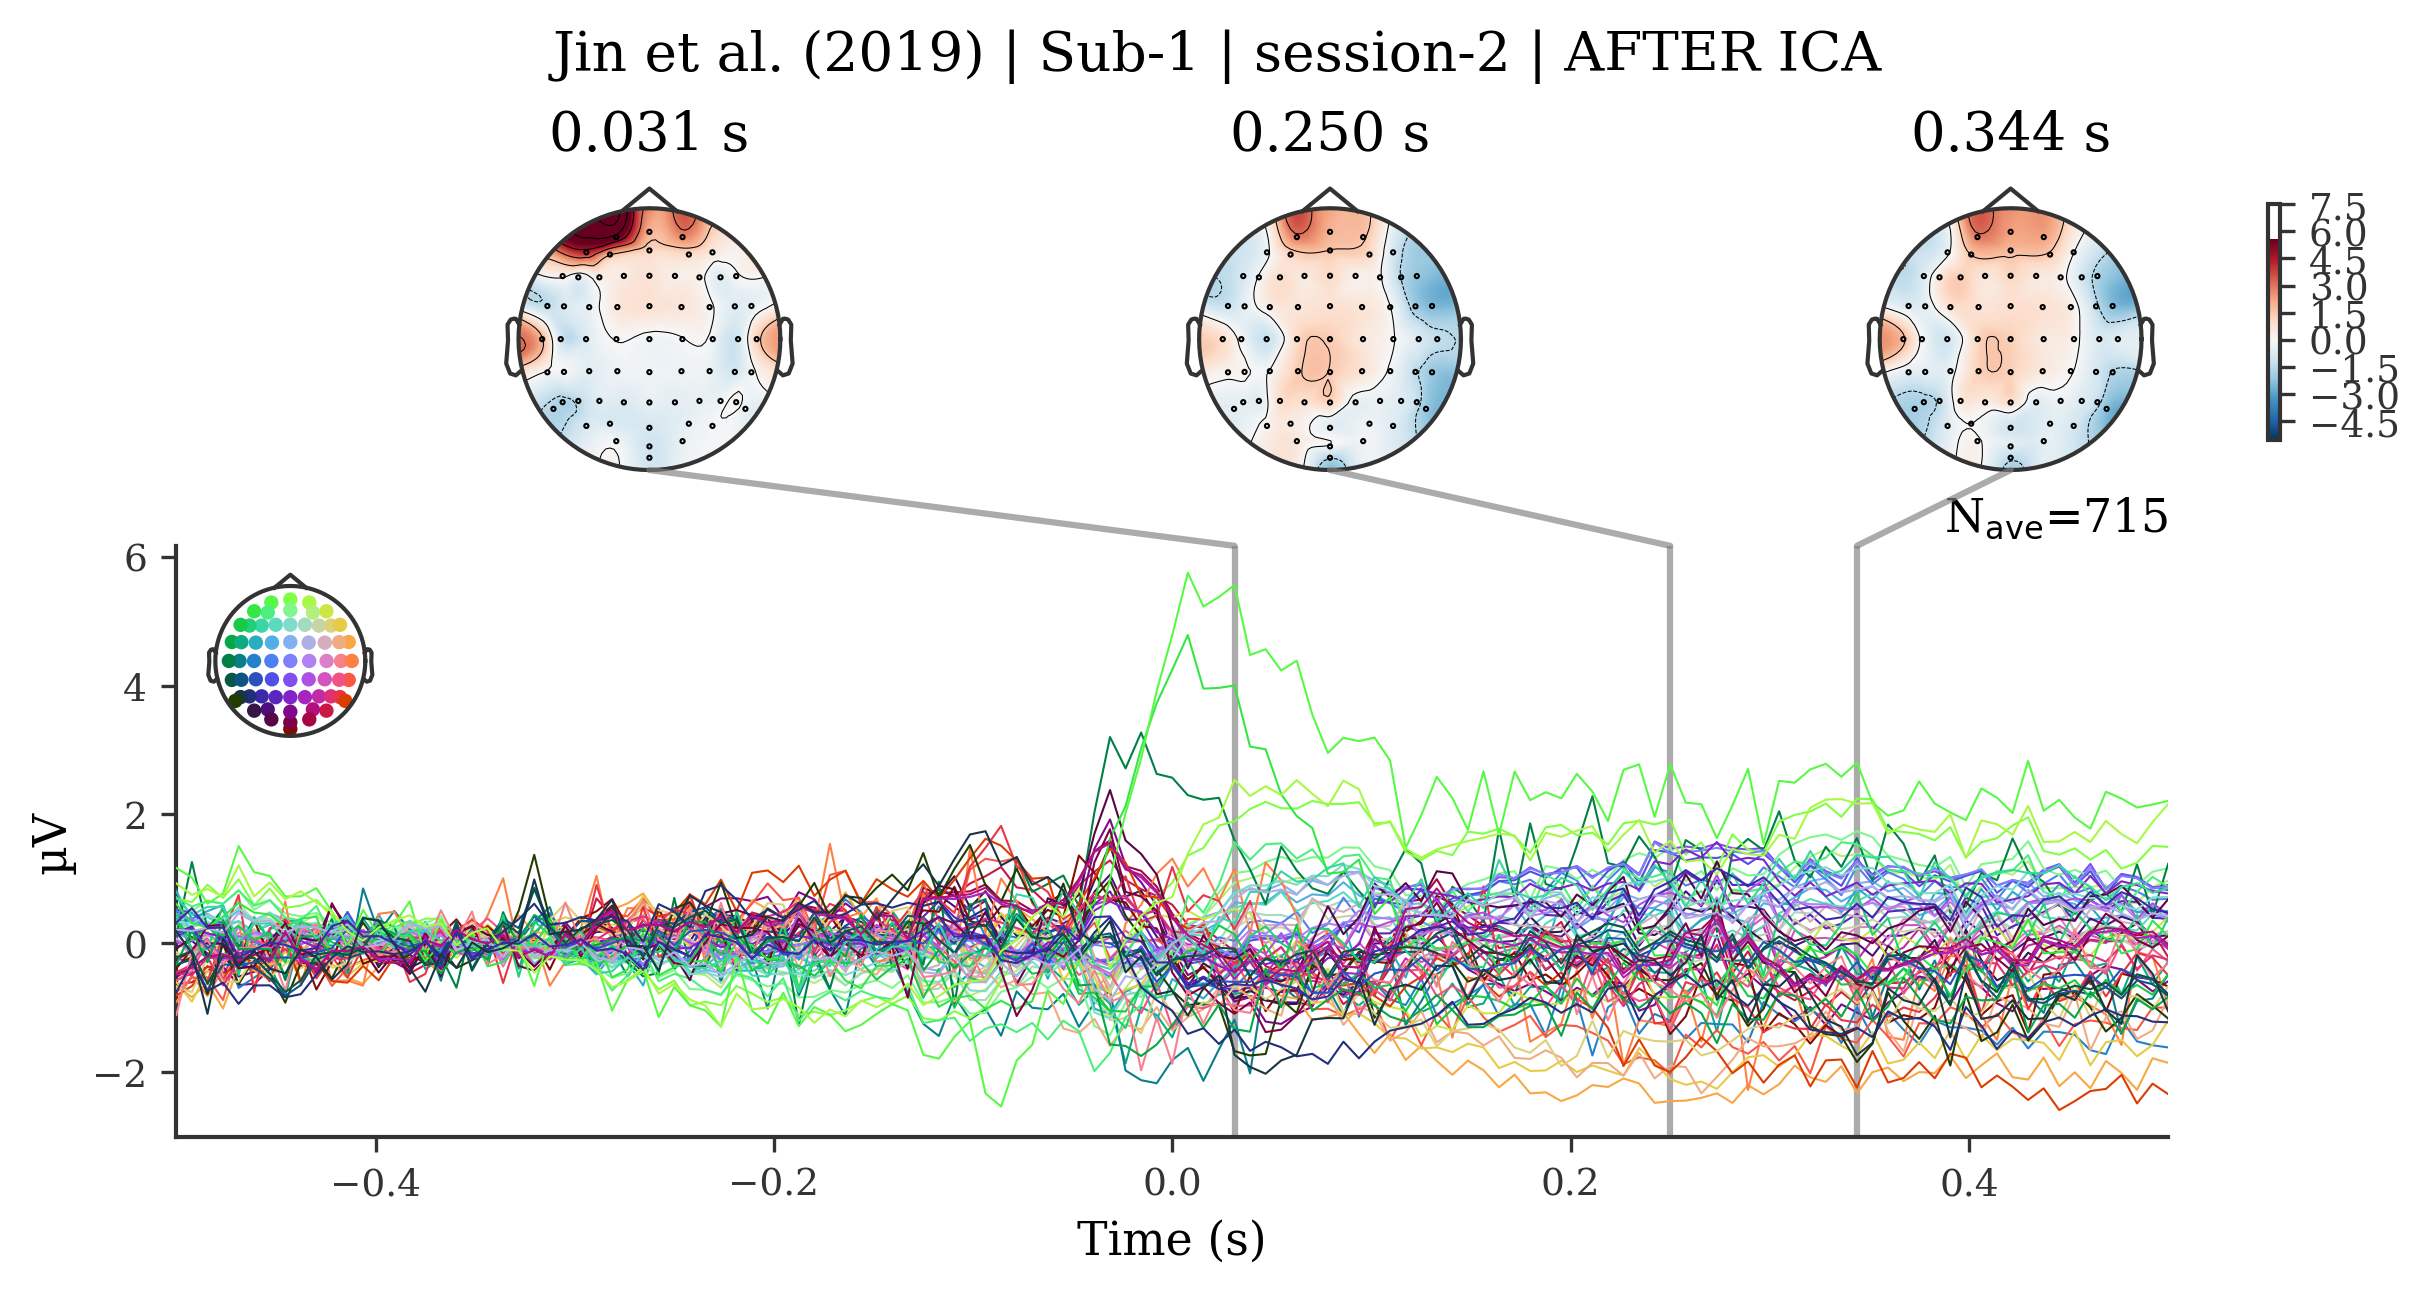 Jin et al. (2019) | Sub-1 | session-2 | AFTER ICA
0.031 s
0.250 s
0.344 s
7.5
6.0
4.5
3.0
1.5
0.0
−1.5
−3.0
−4.5
Nave=715
6
4
2
0
−2
µV
−0.4
−0.2
0.0
0.2
0.4
Time (s)